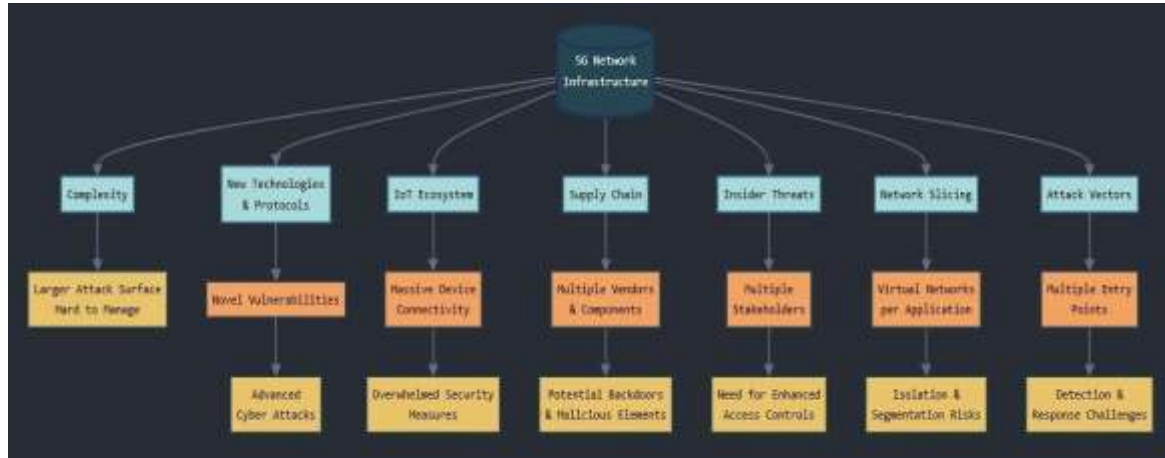 5G Network
Infrastructure
Complexity
New Technologies
& Protocols
IoT Ecosystem
Supply Chain
Insider Threats
Network Slicing
Attack Vectors
Larger Attack Surface
Hard to Manage
Novel Vulnerabilities
Massive Device
Connectivity
Multiple Vendors
& Components
Multiple
Stakeholders
Virtual Networks
per Application
Multiple Entry
Points
Advanced
Cyber Attacks
Overwhelmed Security
Measures
Potential Backdoors
& Malicious Elements
Need for Enhanced
Access Controls
Isolation &
Segmentation Risks
Detection &
Response Challenges